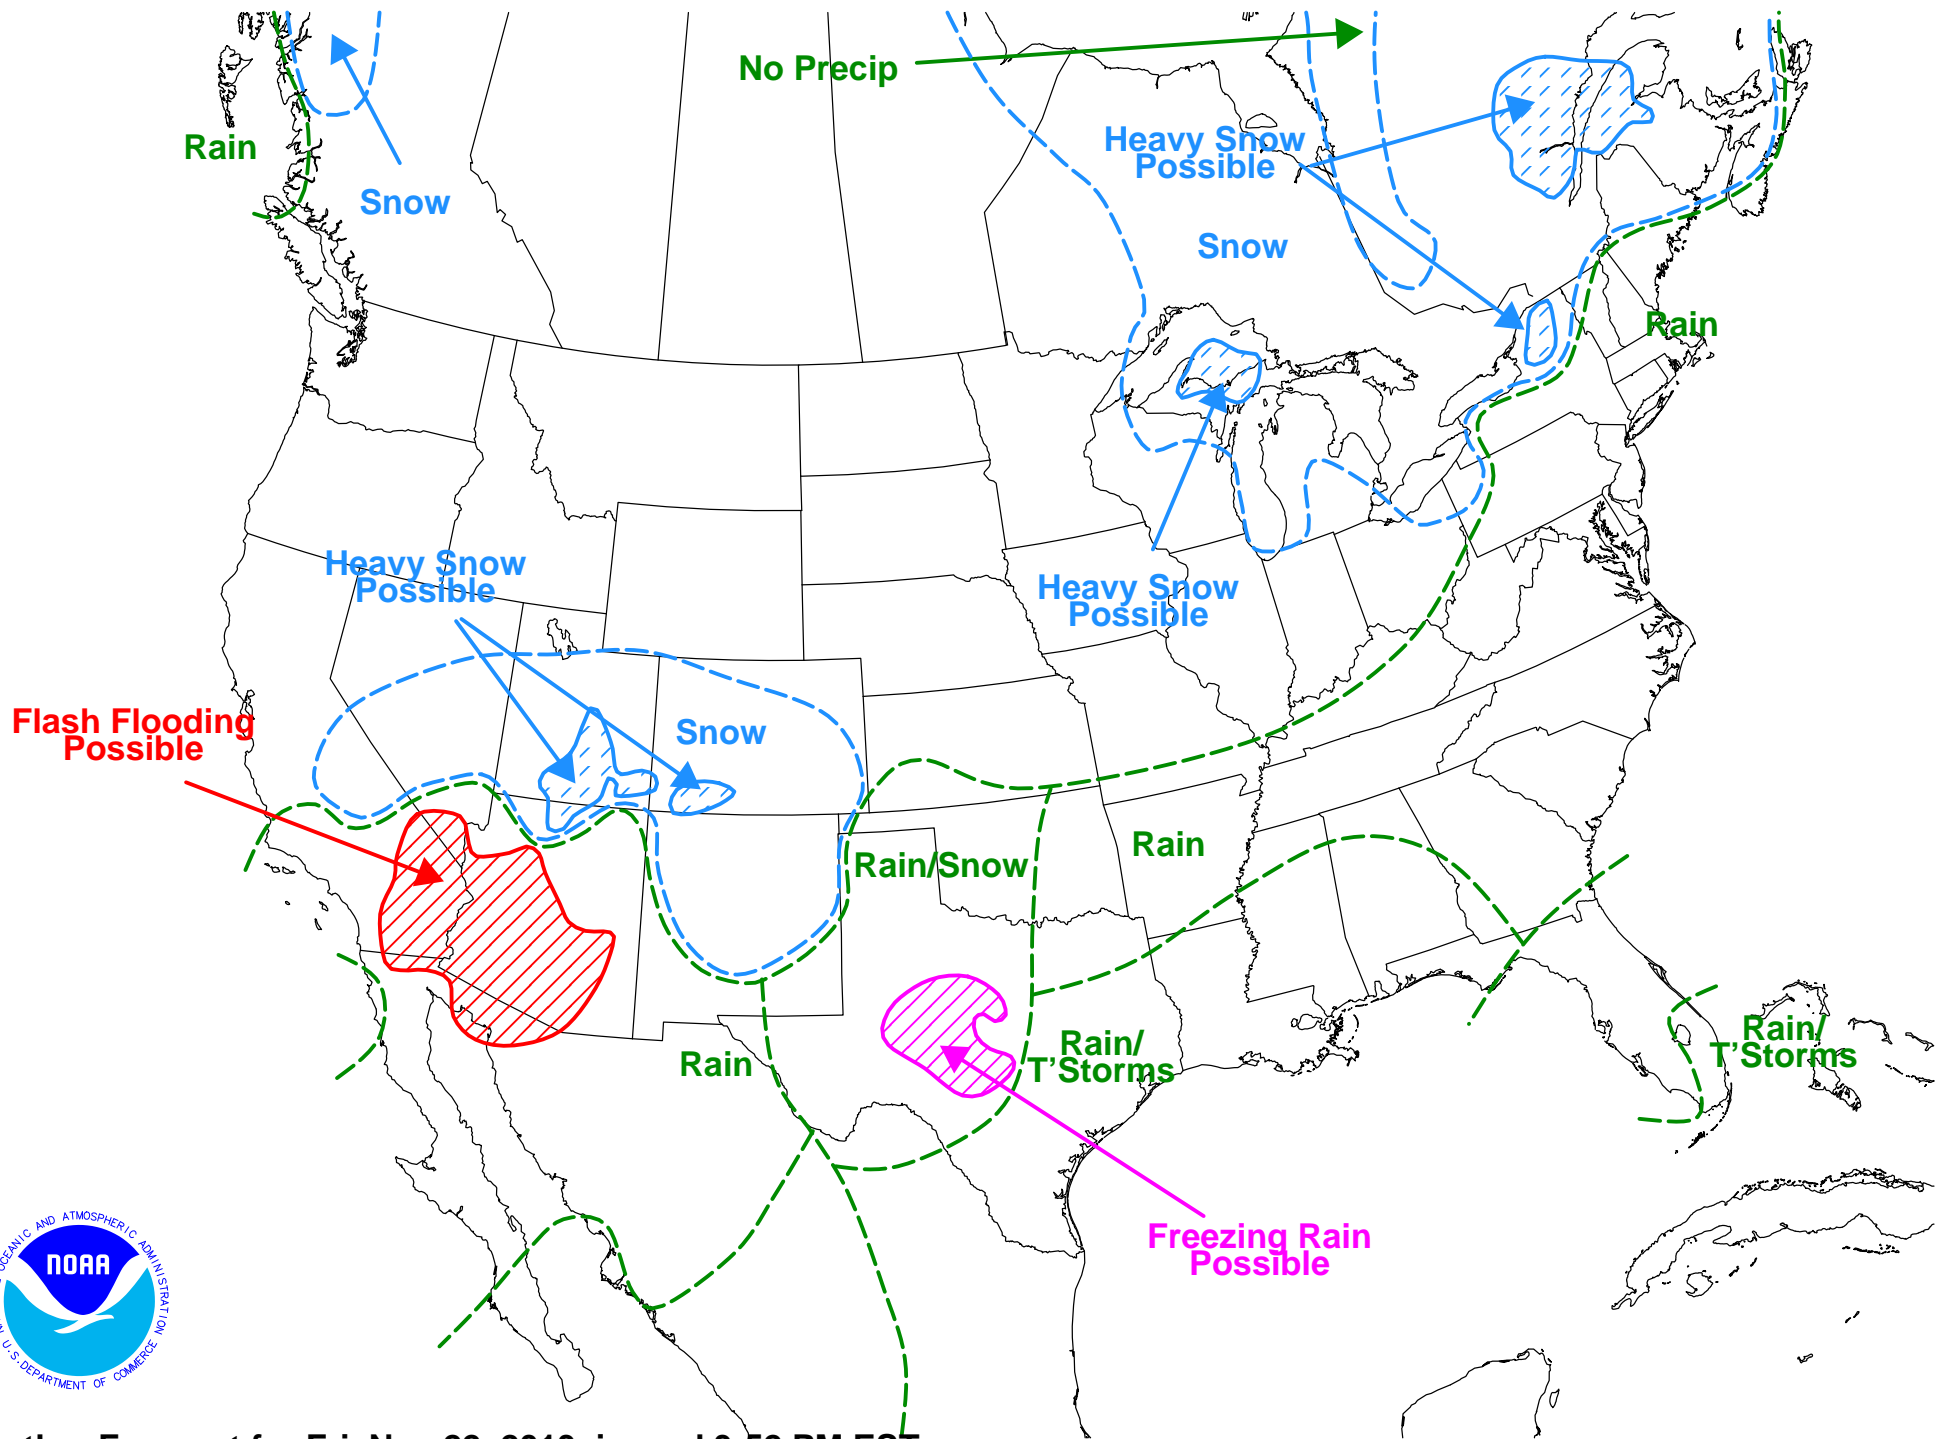 No Precip
Rain
Snow
Heavy Snow
Possible
Snow
Rain
Heavy Snow
Possible
Heavy Snow
Possible
Flash Flooding
Possible
Snow
Rain/Snow
Rain
Rain
Rain/
T'Storms
Rain/
T'Storms
Freezing Rain
Possible
OCEANIC AND ATMOSPHERIC ADMINISTRATION
NOAA
U.S. DEPARTMENT OF COMMERCE